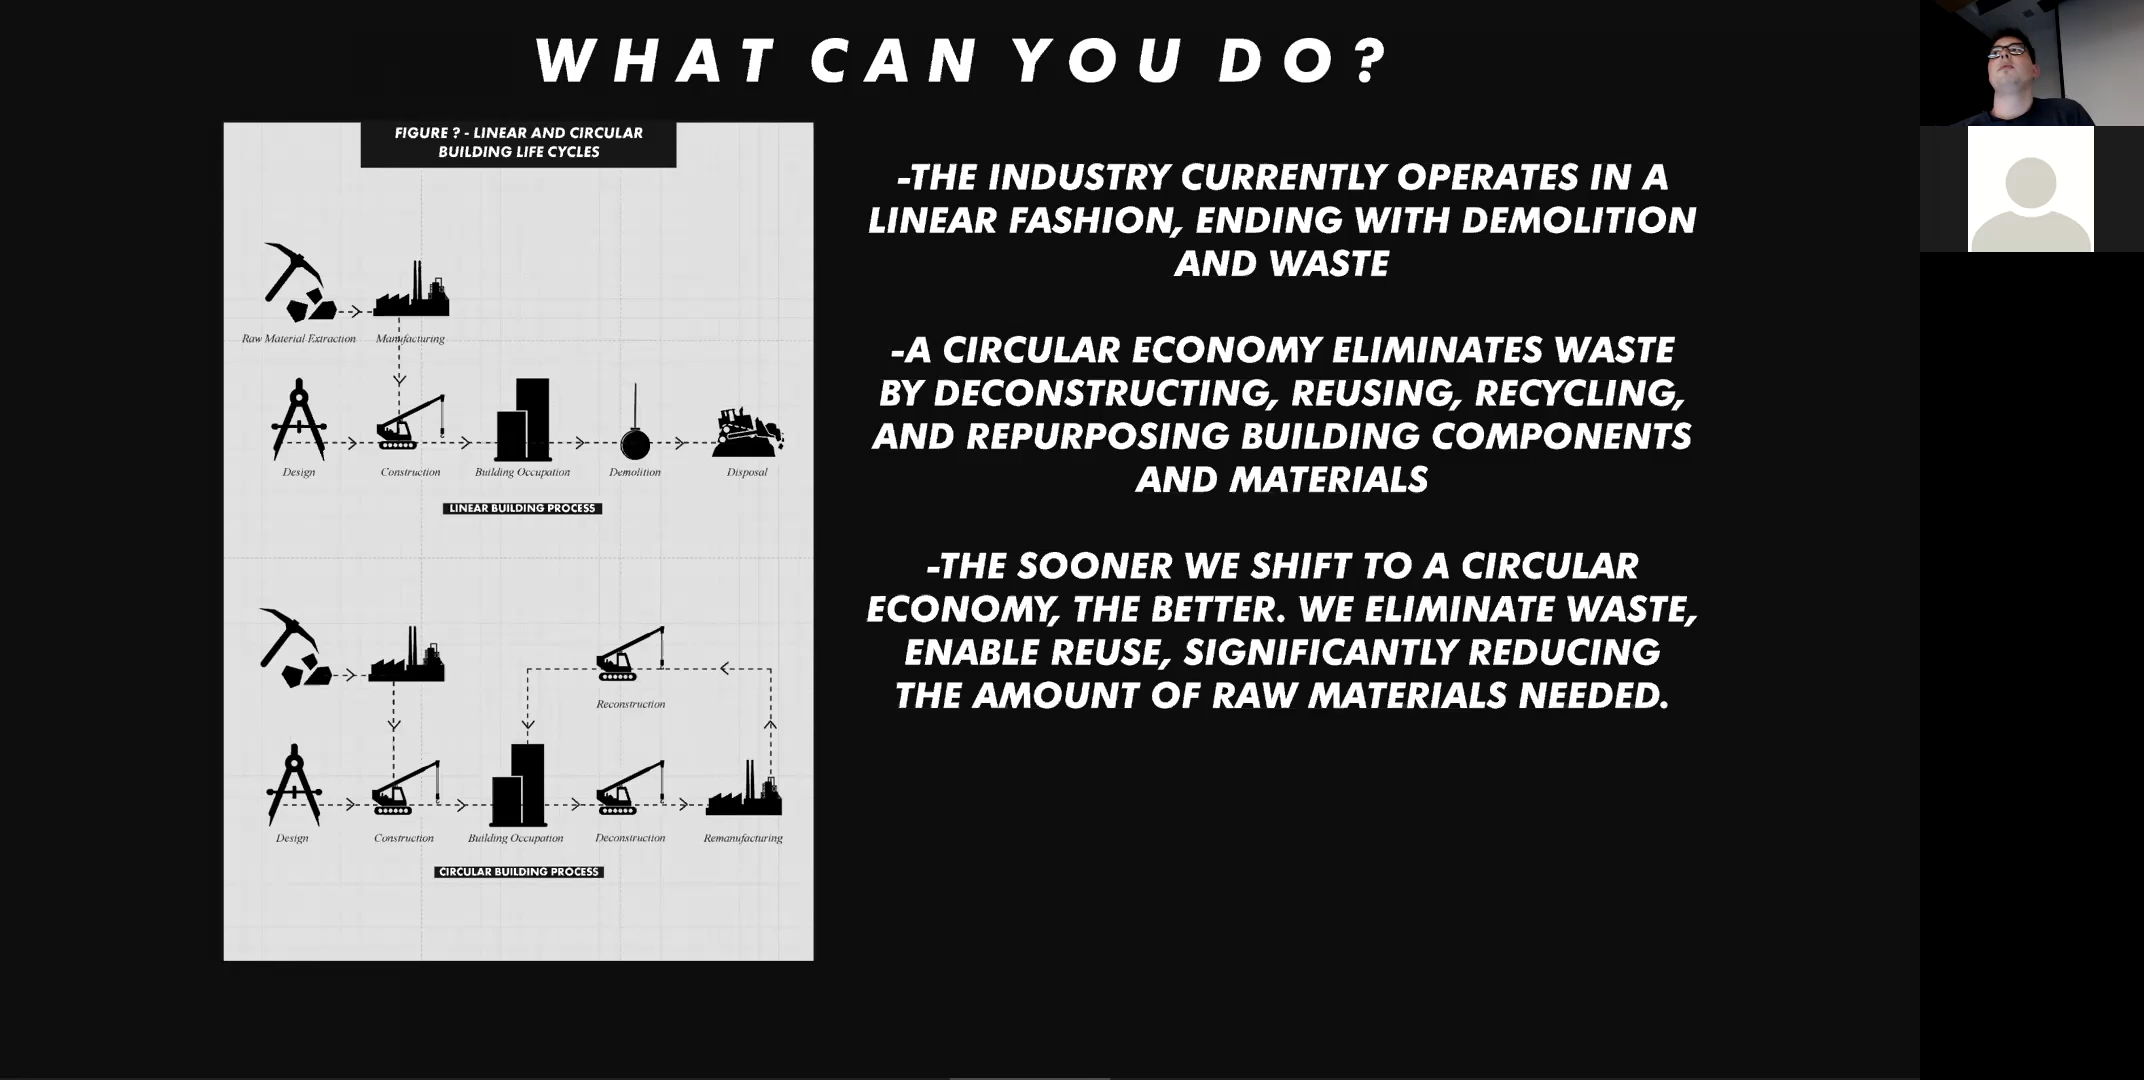 WHAT CAN YOU DO?
FIGURE ? - LINEAR AND CIRCULAR
BUILDING LIFE CYCLES
Raw Material Extraction
Manufacturing
Design
Construction
Building Occupation
Demolition
Disposal
LINEAR BUILDING PROCESS
Reconstruction
Design
Construction
Building Occupation
Deconstruction
Remanufacturing
CIRCULAR BUILDING PROCESS
-THE INDUSTRY CURRENTLY OPERATES IN A
LINEAR FASHION, ENDING WITH DEMOLITION
AND WASTE
-A CIRCULAR ECONOMY ELIMINATES WASTE
BY DECONSTRUCTING, REUSING, RECYCLING,
AND REPURPOSING BUILDING COMPONENTS
AND MATERIALS
-THE SOONER WE SHIFT TO A CIRCULAR
ECONOMY, THE BETTER. WE ELIMINATE WASTE,
ENABLE REUSE, SIGNIFICANTLY REDUCING
THE AMOUNT OF RAW MATERIALS NEEDED.